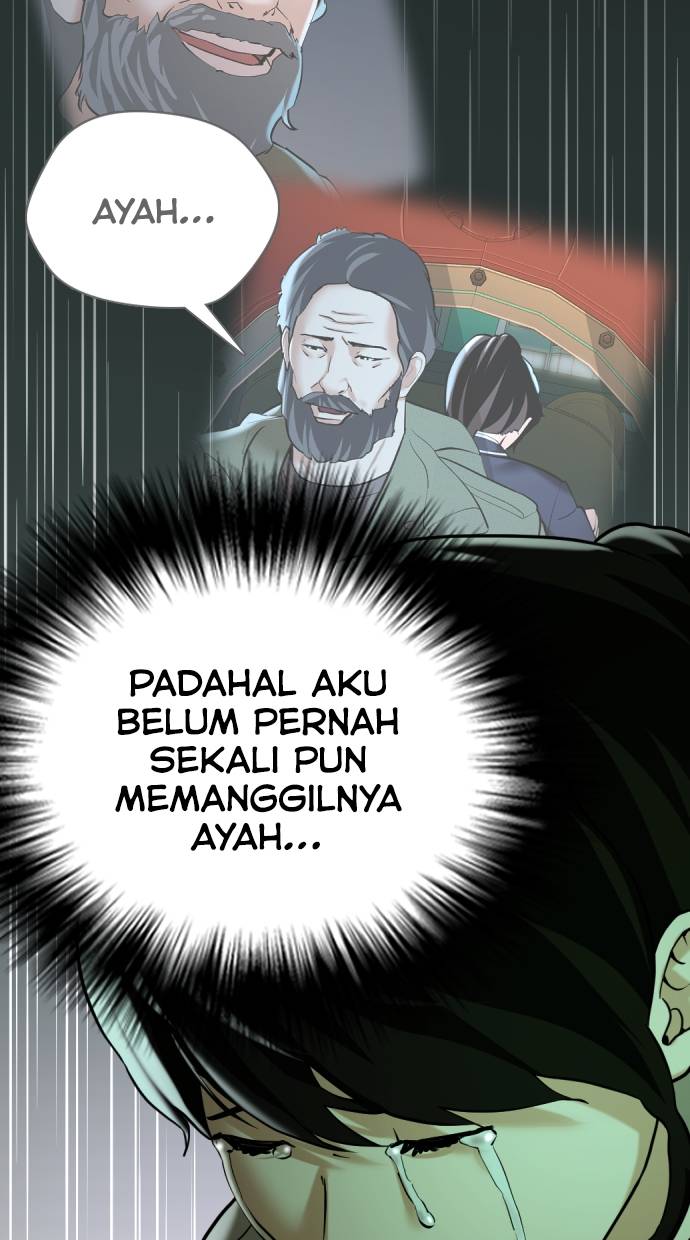 AYAH...
PADAHAL AKU
BELUM PERNAH
SEKALI PUN
MEMANGGILNYA
AYAH...